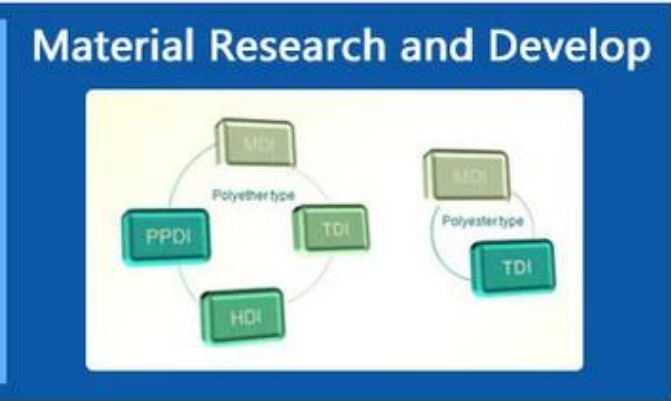 Material Research and Develop
MDI
Polyether type
PPDI
TDI
HDI
MDI
Polyester type
TDI